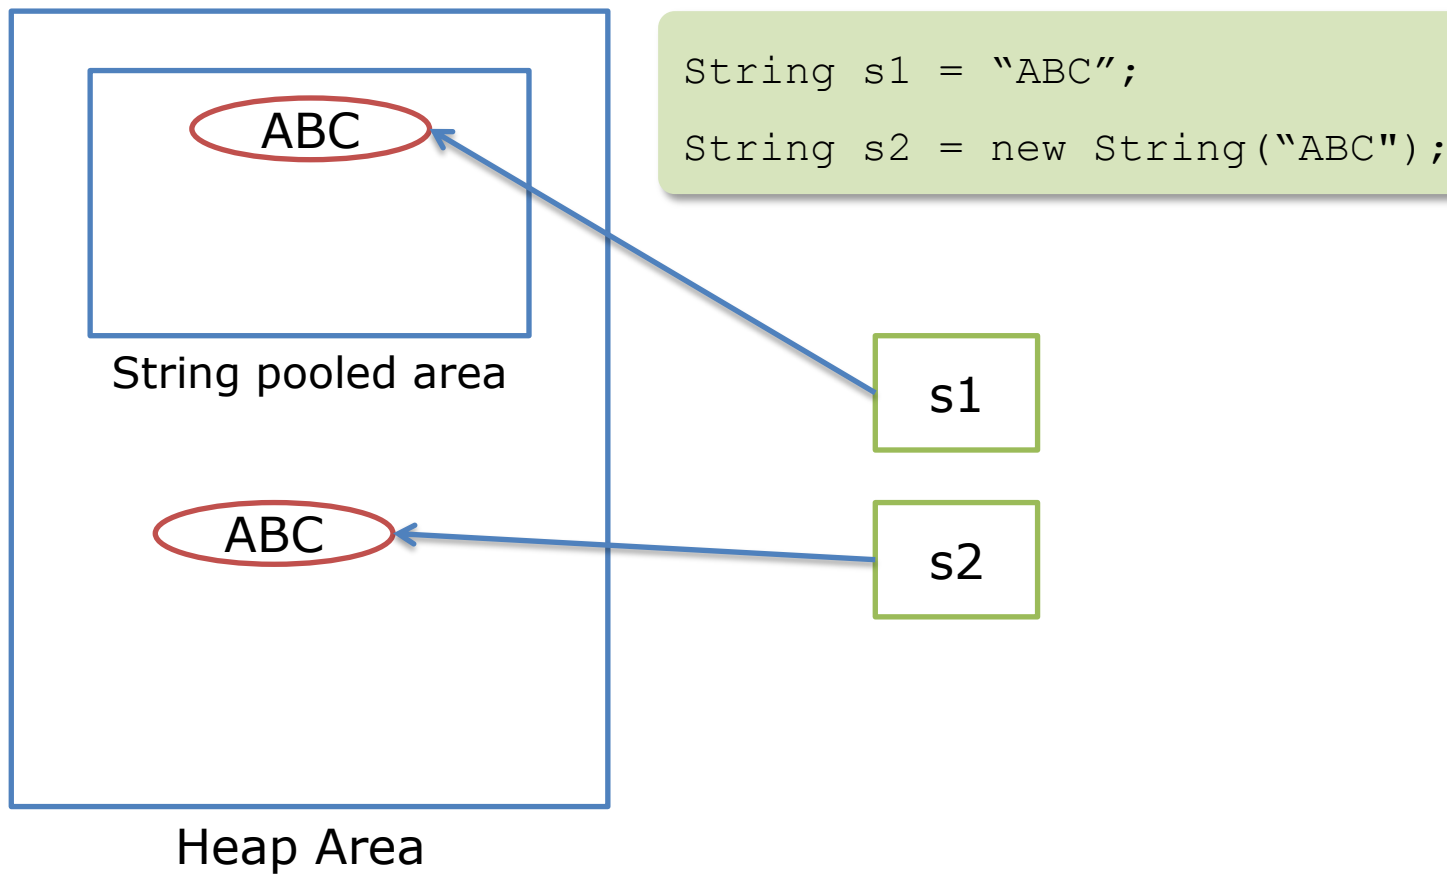 String s1 = “ABC”;
String s2 = new String(“ABC");
ABC
String pooled area
s1
ABC
s2
Heap Area